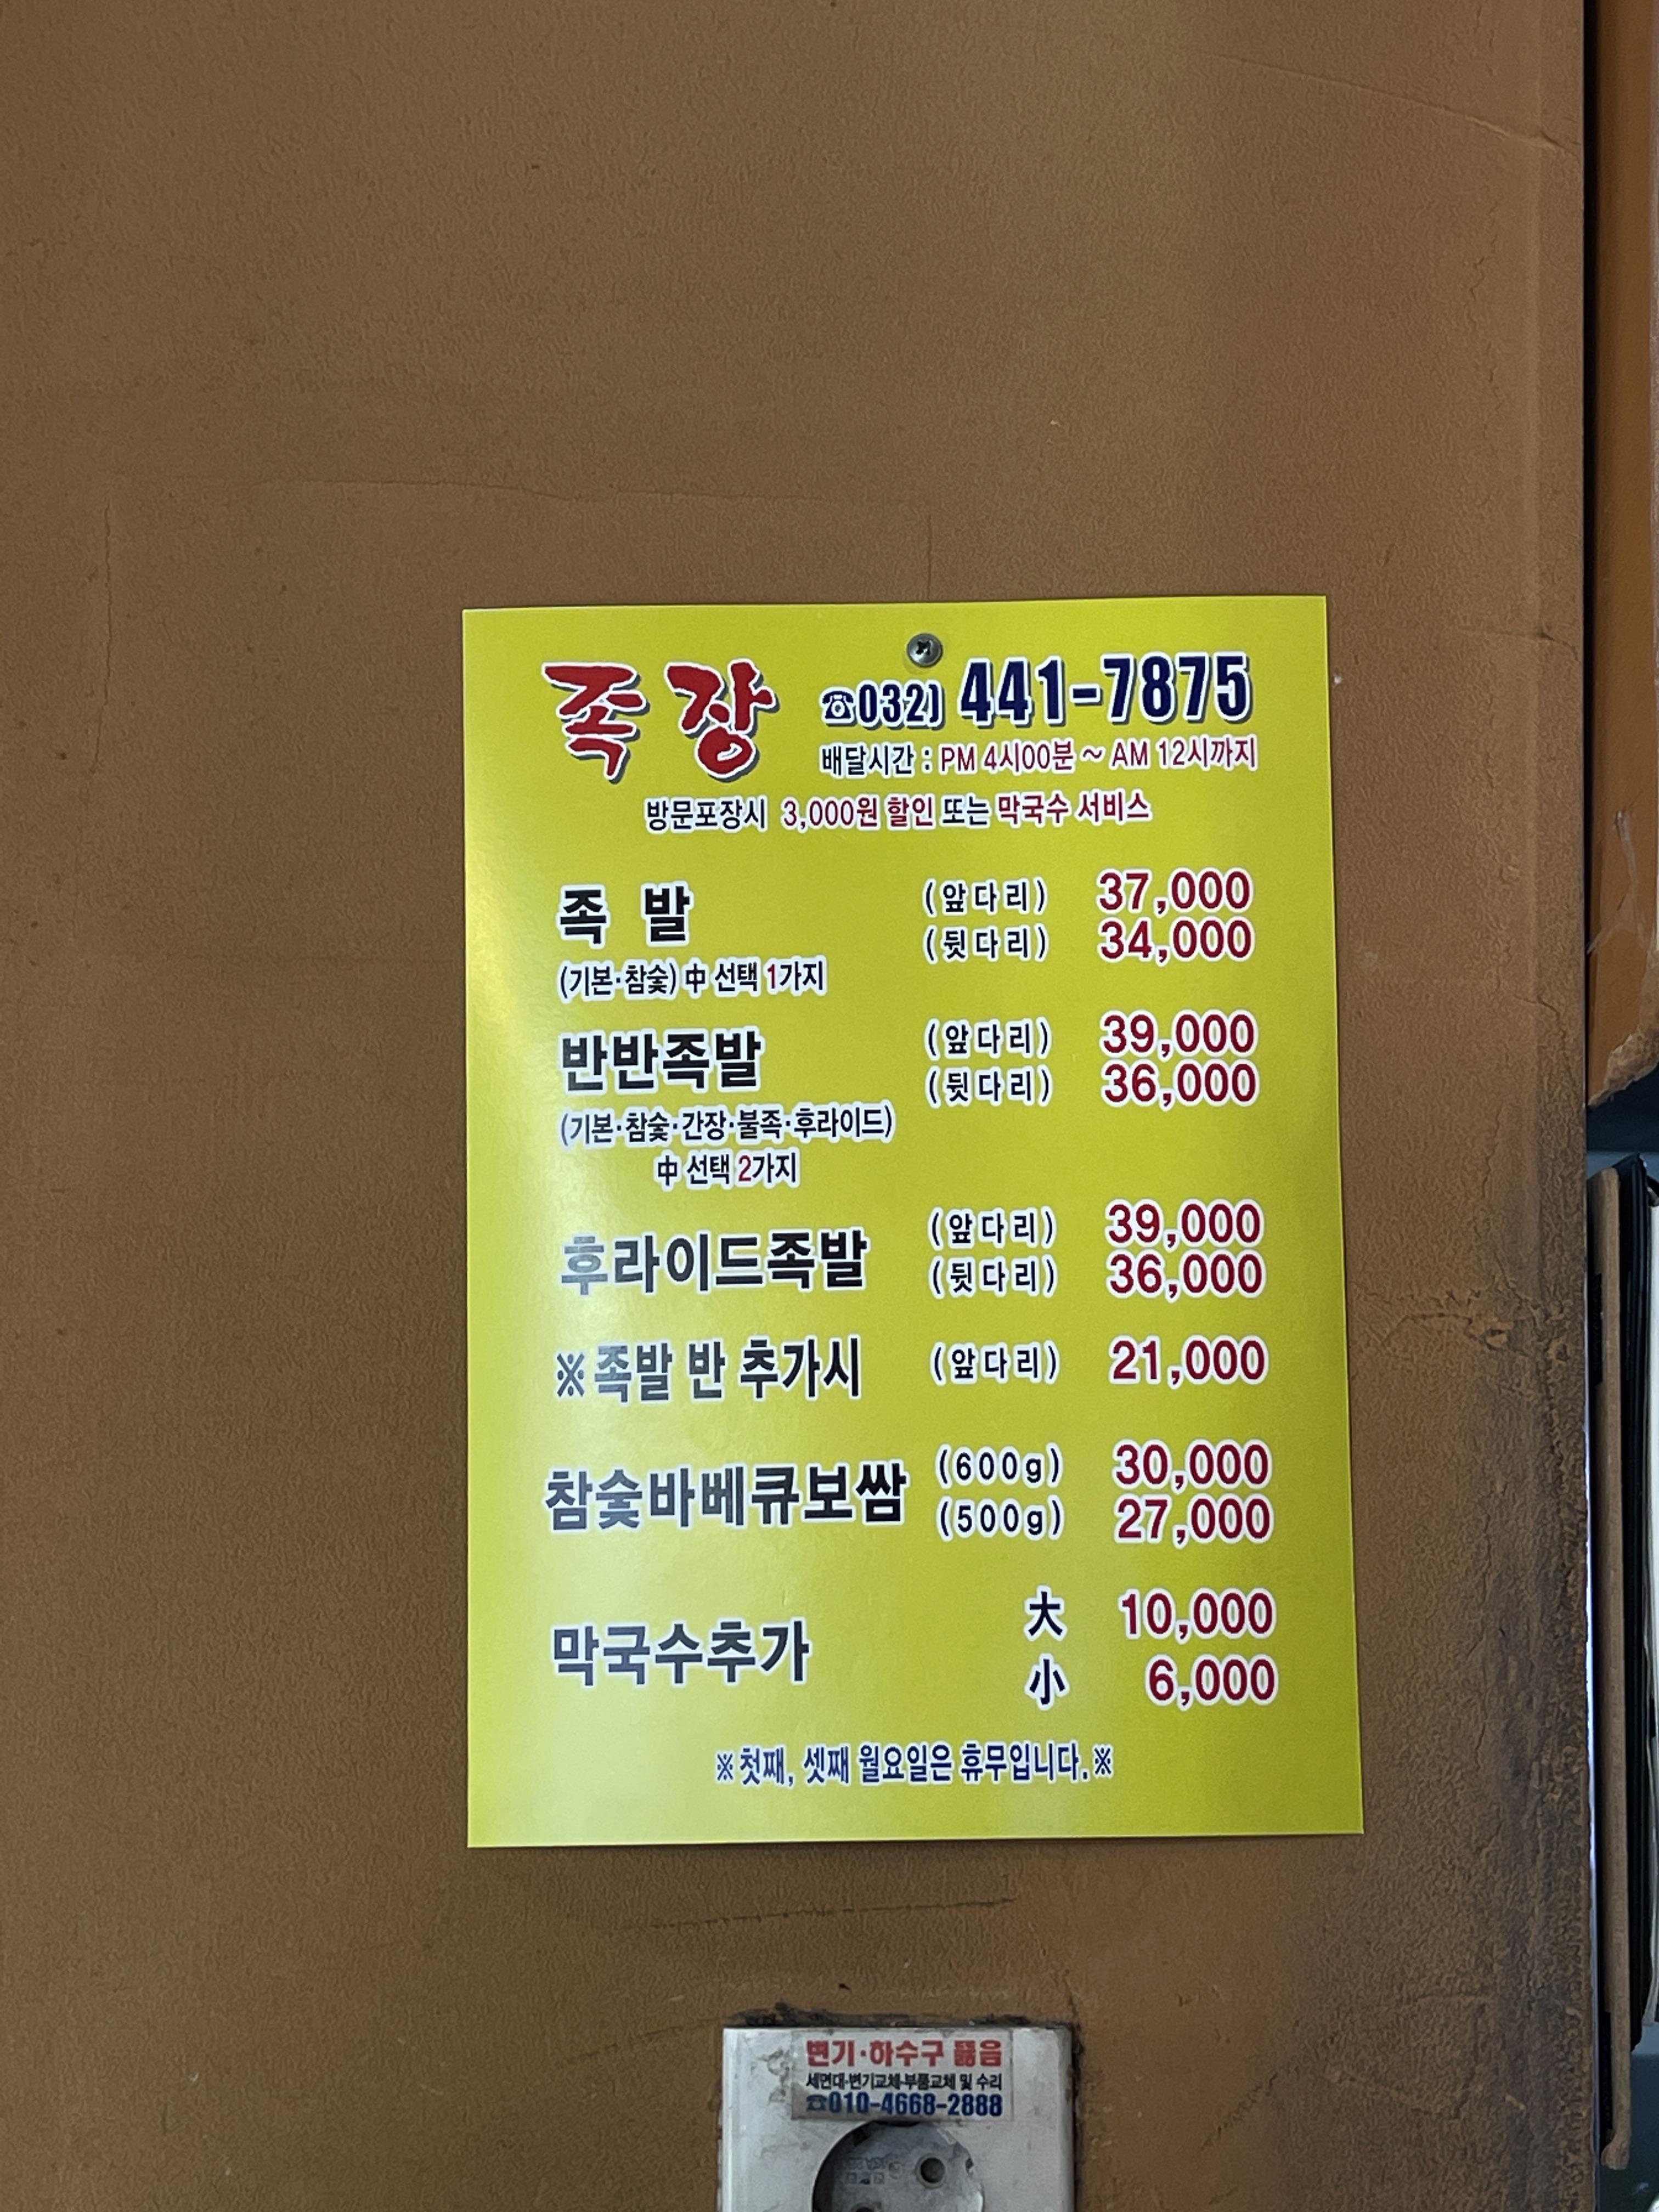 족장 ☎032) 441-7875
배달시간 : PM 4시00분 ~ AM 12시까지
방문포장시 3,000원 할인 또는 막국수 서비스
족 발 (앞다리) 37,000
(뒷다리) 34,000
(기본·참숯) 中 선택 1가지
반반족발 (앞다리) 39,000
(뒷다리) 36,000
(기본·참숯·간장·불족·후라이드)
中 선택 2가지
후라이드족발 (앞다리) 39,000
(뒷다리) 36,000
※족발 반 추가시 (앞다리) 21,000
참숯바베큐보쌈 (600g) 30,000
(500g) 27,000
막국수추가 大 10,000
小 6,000
※첫째, 셋째 월요일은 휴무입니다.※
변기·하수구 뚫음
세면대·변기교체·부품교체 및 수리
☎010-4668-2888